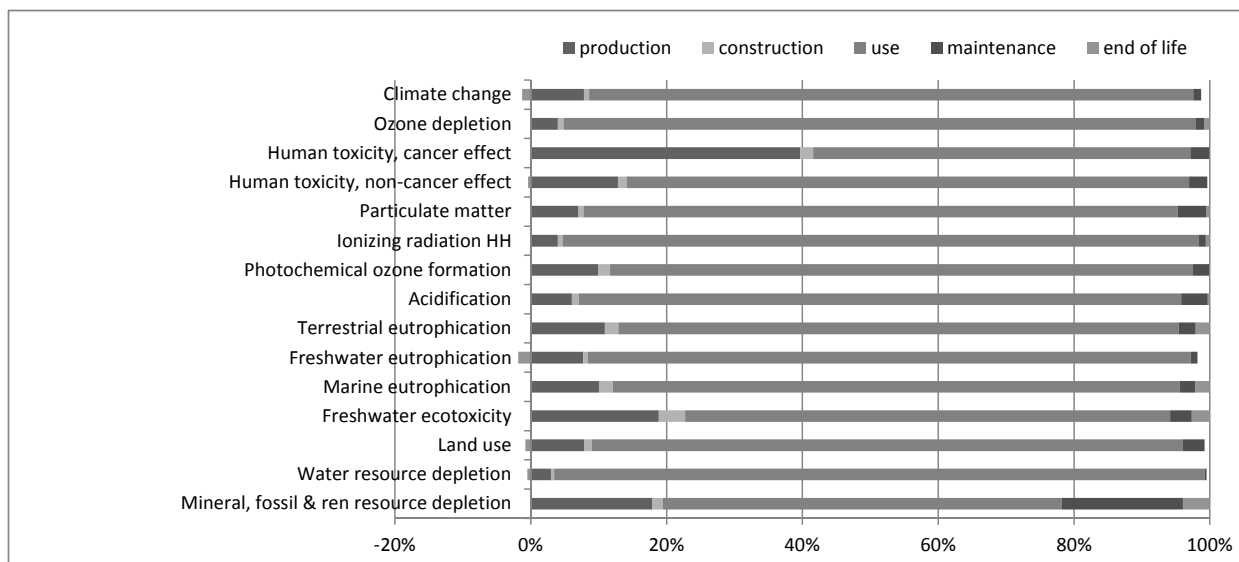 production construction use maintenance end of life
Climate change
Ozone depletion
Human toxicity, cancer effect
Human toxicity, non-cancer effect
Particulate matter
Ionizing radiation HH
Photochemical ozone formation
Acidification
Terrestrial eutrophication
Freshwater eutrophication
Marine eutrophication
Freshwater ecotoxicity
Land use
Water resource depletion
Mineral, fossil & ren resource depletion
-20% 0% 20% 40% 60% 80% 100%